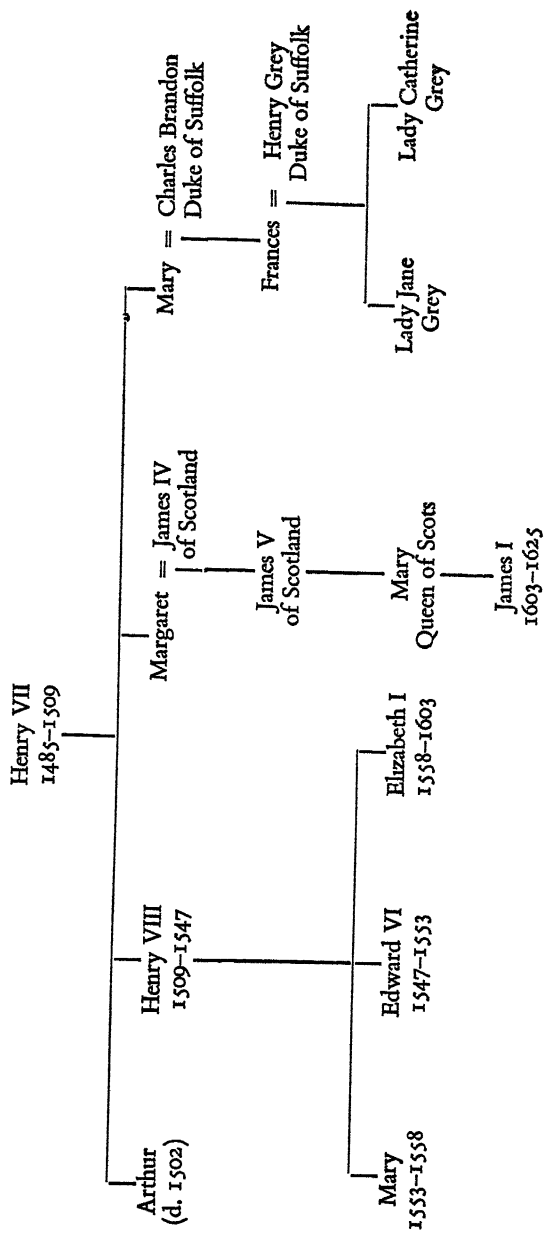 Henry VII
1485–1509
Arthur
(d. 1502)
Henry VIII
1509–1547
Margaret = James IV
of Scotland
Mary = Charles Brandon
Duke of Suffolk
James V
of Scotland
Frances = Henry Grey
Duke of Suffolk
Mary
1553–1558
Edward VI
1547–1553
Elizabeth I
1558–1603
Mary
Queen of Scots
Lady Jane
Grey
Lady Catherine
Grey
James I
1603–1625